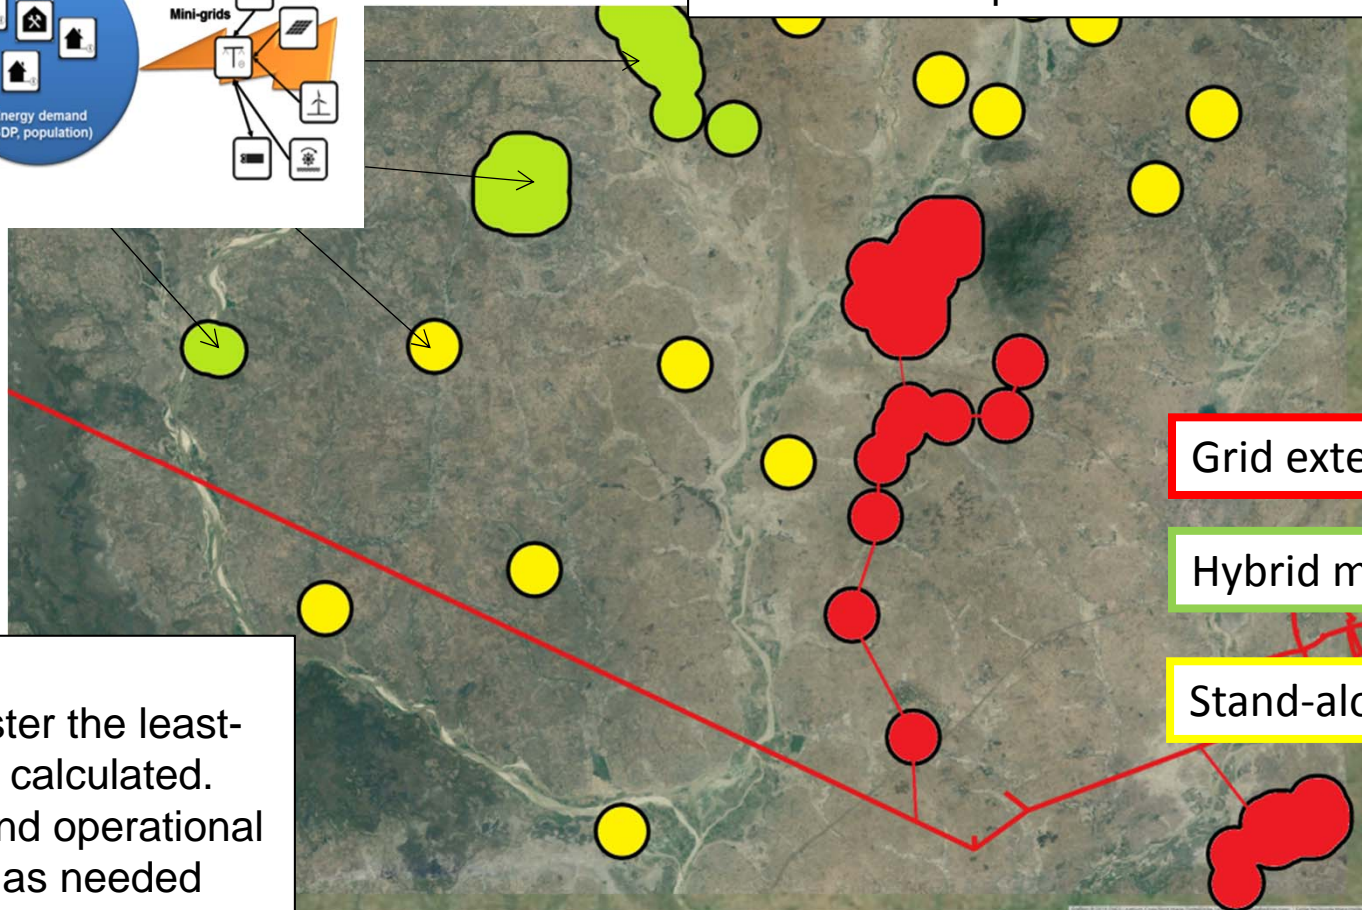 Mini-grids
nergy demand
DP, population)
Grid exte
Hybrid m
Stand-alo
ster the least-
calculated.
nd operational
as needed